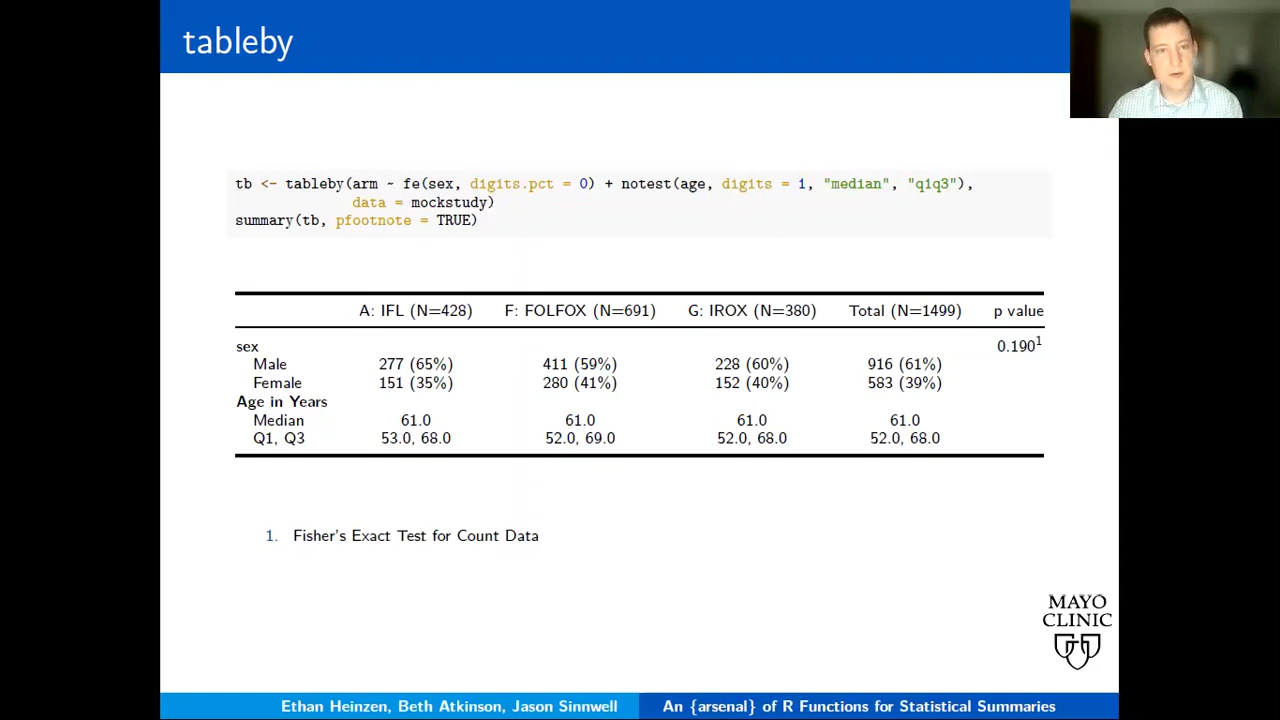 tableby
tb <- tableby(arm ~ fe(sex, digits.pct = 0) + notest(age, digits = 1, "median", "q1q3"),
data = mockstudy)
summary(tb, pfootnote = TRUE)
A: IFL (N=428) F: FOLFOX (N=691) G: IROX (N=380) Total (N=1499) p value
sex 0.190¹
Male 277 (65%) 411 (59%) 228 (60%) 916 (61%)
Female 151 (35%) 280 (41%) 152 (40%) 583 (39%)
Age in Years
Median 61.0 61.0 61.0 61.0
Q1, Q3 53.0, 68.0 52.0, 69.0 52.0, 68.0 52.0, 68.0
1. Fisher's Exact Test for Count Data
MAYO
CLINIC
Ethan Heinzen, Beth Atkinson, Jason Sinnwell An {arsenal} of R Functions for Statistical Summaries